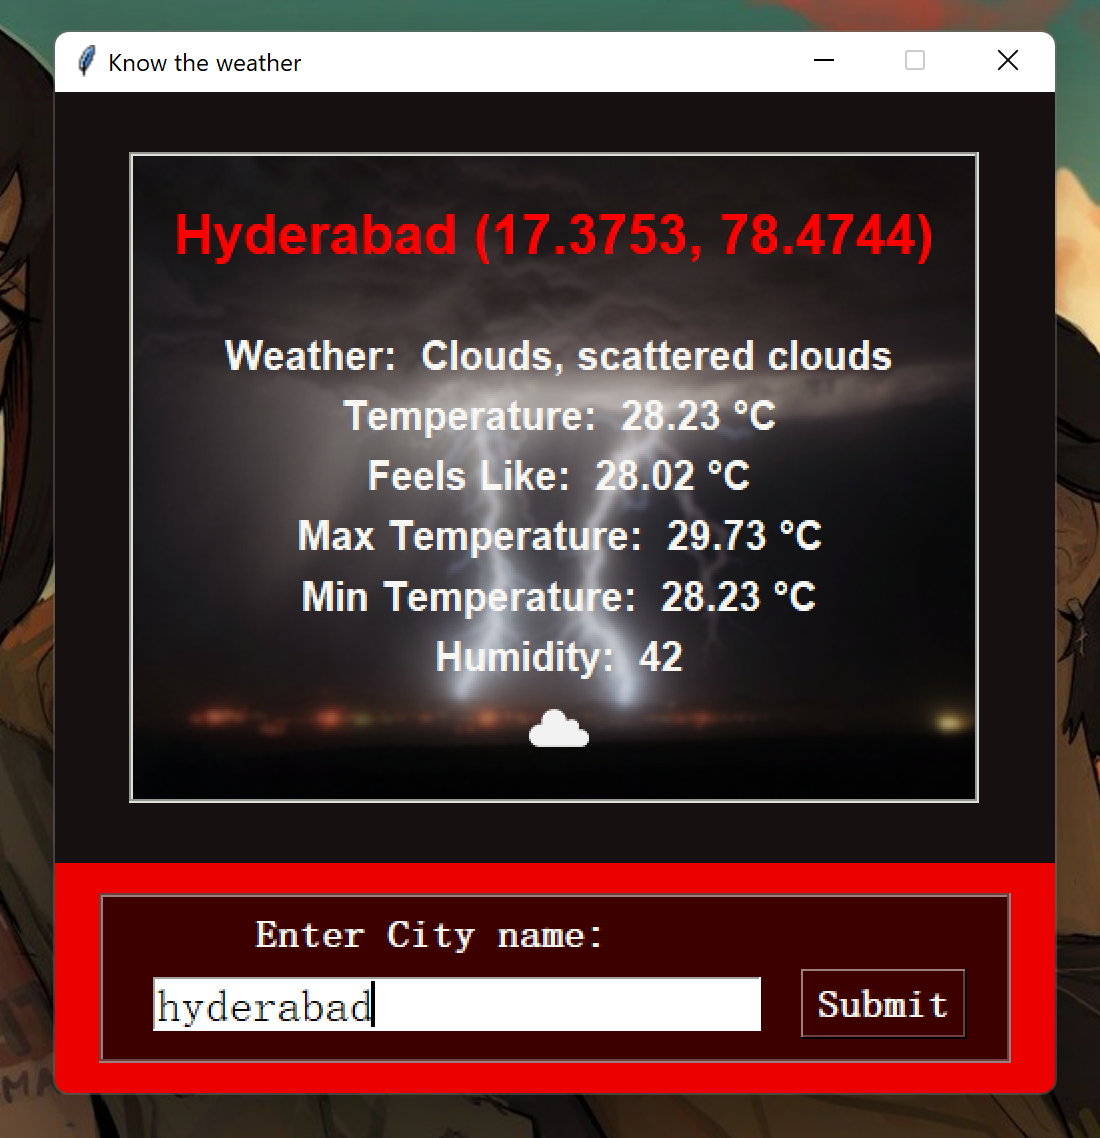 Know the weather
Hyderabad (17.3753, 78.4744)
Weather: Clouds, scattered clouds
Temperature: 28.23 °C
Feels Like: 28.02 °C
Max Temperature: 29.73 °C
Min Temperature: 28.23 °C
Humidity: 42
Enter City name:
hyderabad
Submit